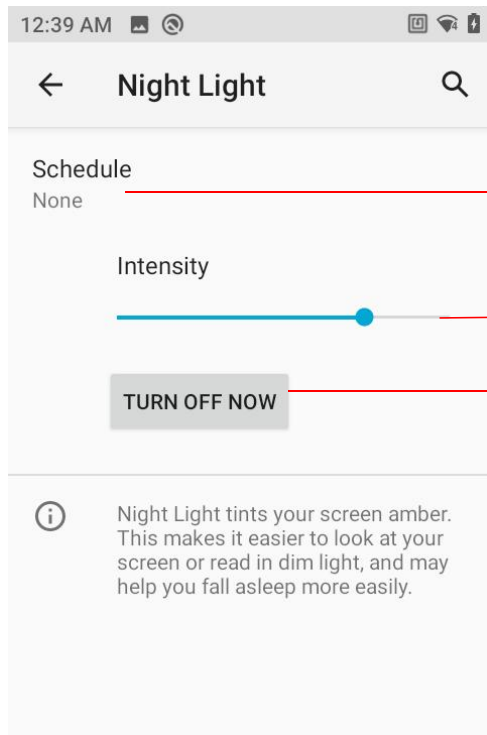 12:39 AM
Night Light
Schedule
None
Intensity
TURN OFF NOW
Night Light tints your screen amber.
This makes it easier to look at your
screen or read in dim light, and may
help you fall asleep more easily.